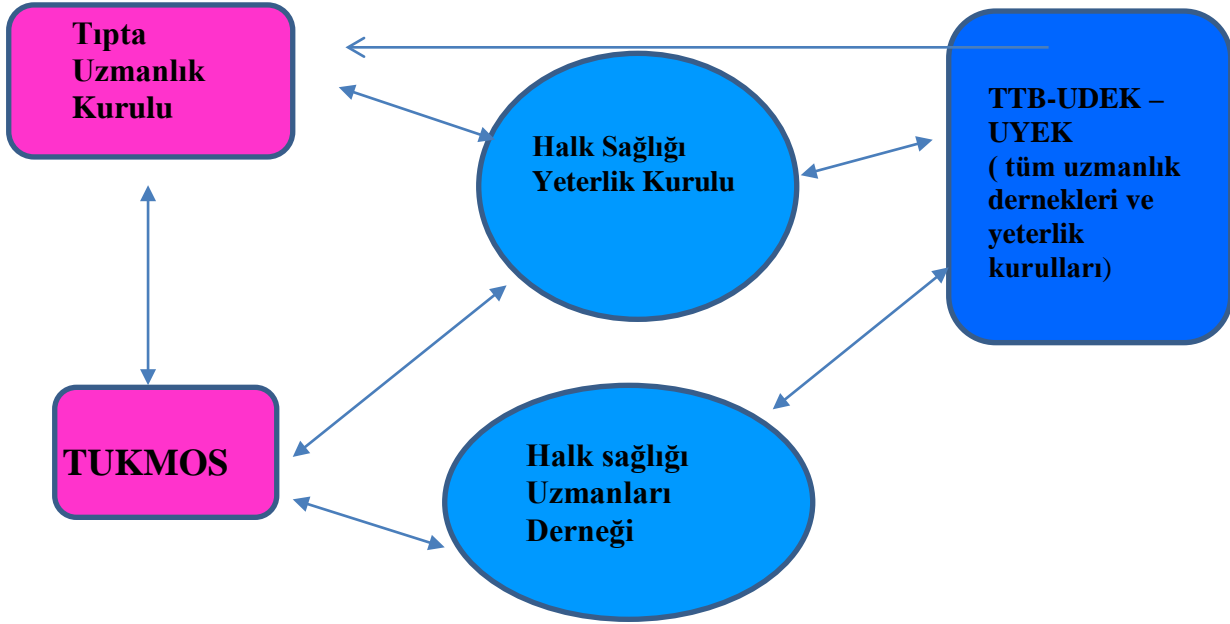 Tıpta
Uzmanlık
Kurulu
Halk Sağlığı
Yeterlik Kurulu
TTB-UDEK –
UYEK
( tüm uzmanlık
dernekleri ve
yeterlik
kurulları)
TUKMOS
Halk sağlığı
Uzmanları
Derneği